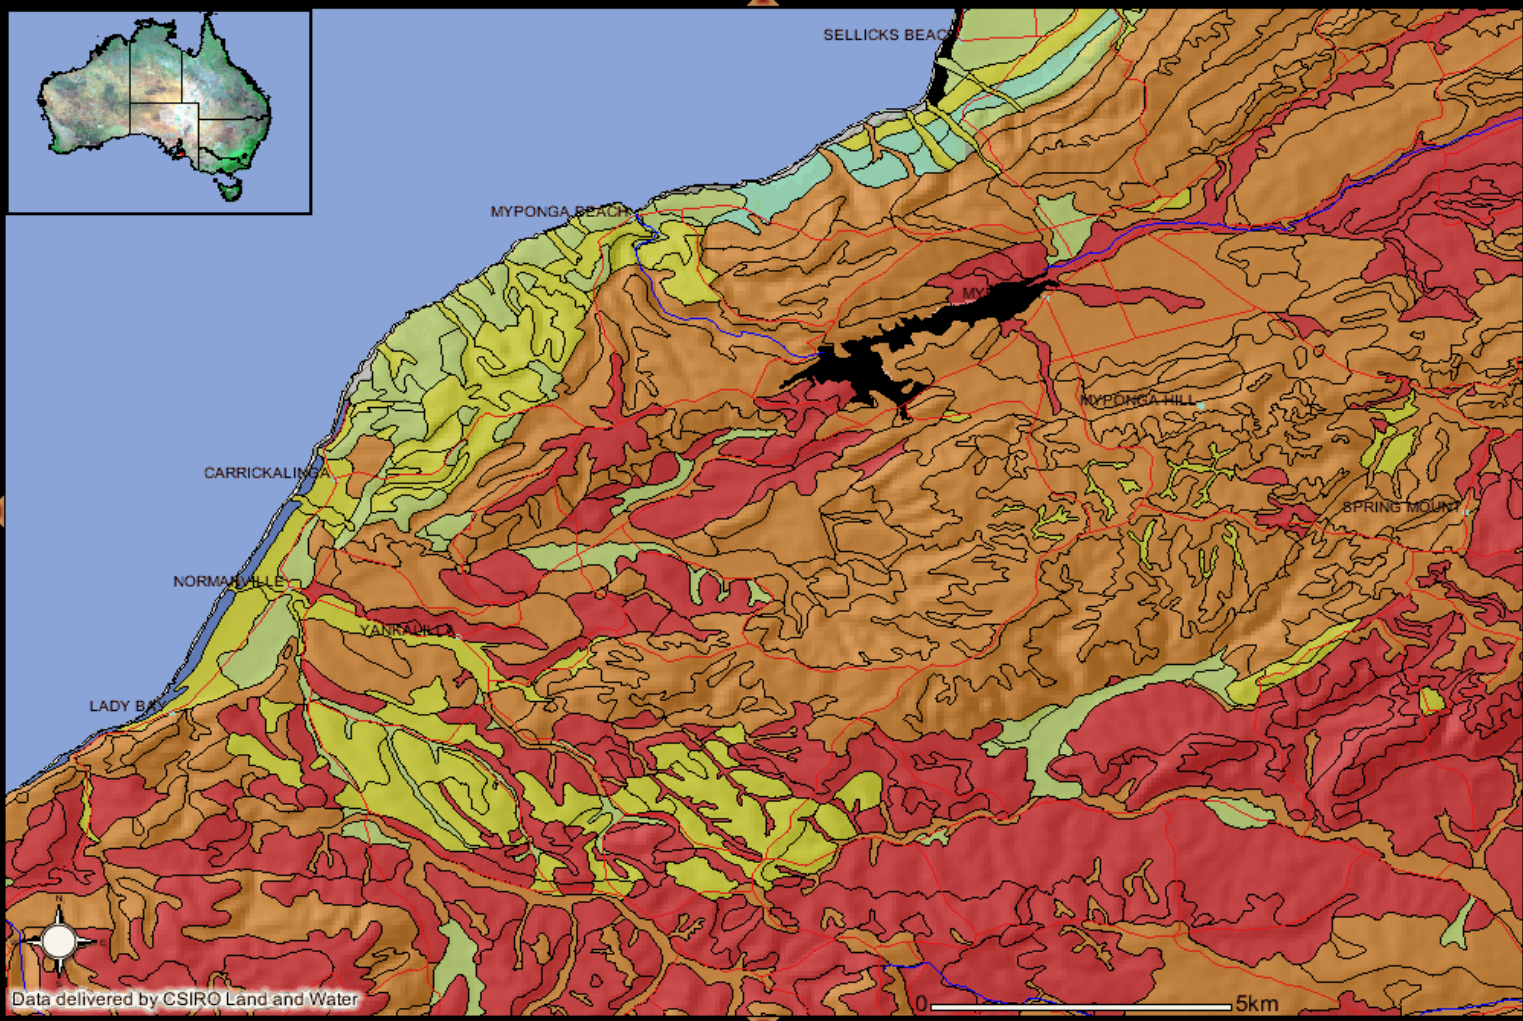 SELLICKS BEAC
MYPONGA BEACH
MYPONGA HILL
CARRICKALINGA
SPRING MOUNT
NORMANVILLE
YANKALILLA
LADY BAY
N
E
Data delivered by CSIRO Land and Water
0 5km